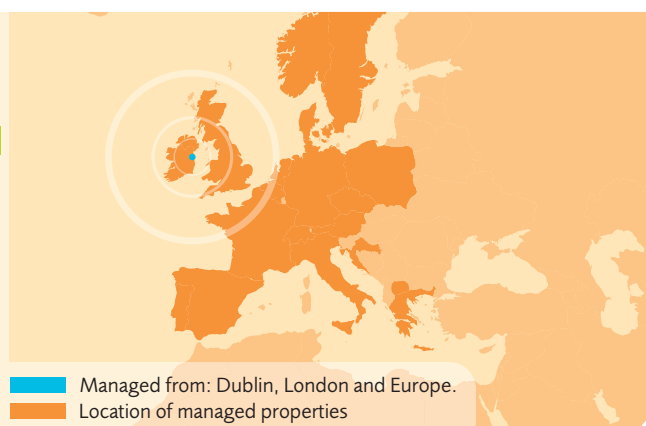 Managed from: Dublin, London and Europe.
Location of managed properties